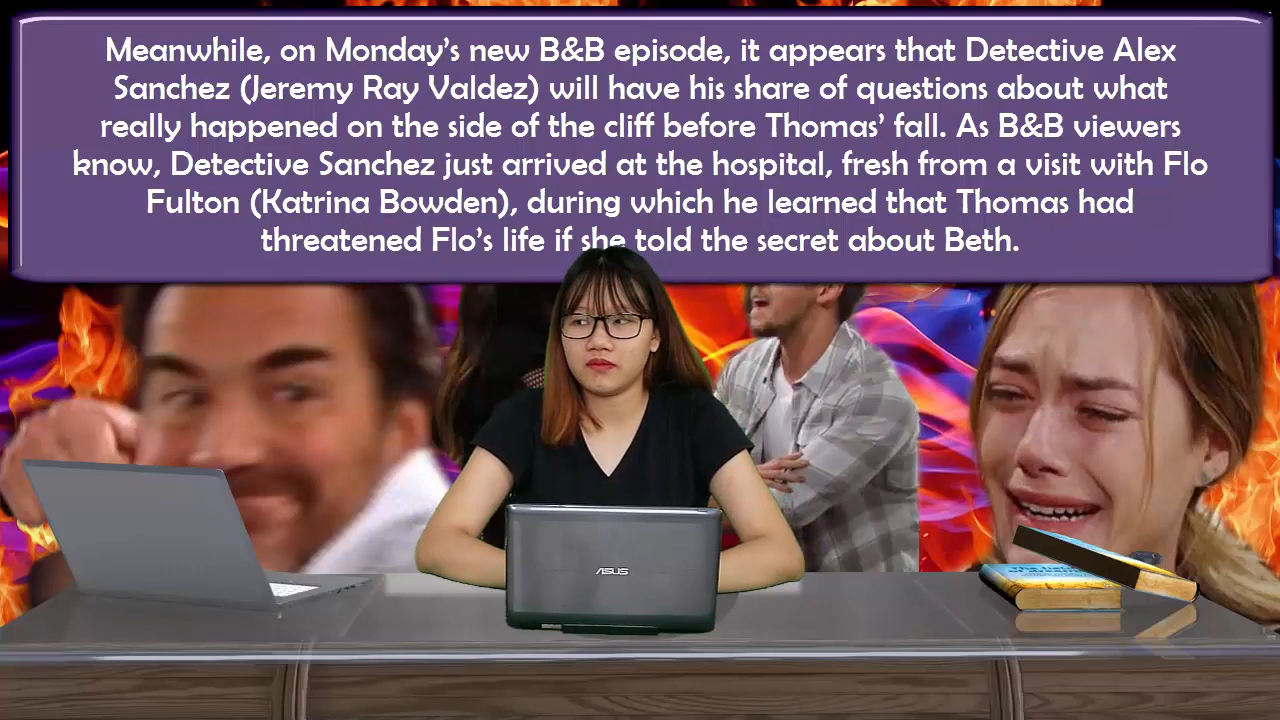 Meanwhile, on Monday's new B&B episode, it appears that Detective Alex
Sanchez (Jeremy Ray Valdez) will have his share of questions about what
really happened on the side of the cliff before Thomas' fall. As B&B viewers
know, Detective Sanchez just arrived at the hospital, fresh from a visit with Flo
Fulton (Katrina Bowden), during which he learned that Thomas had
threatened Flo's life if she told the secret about Beth.
ASUS